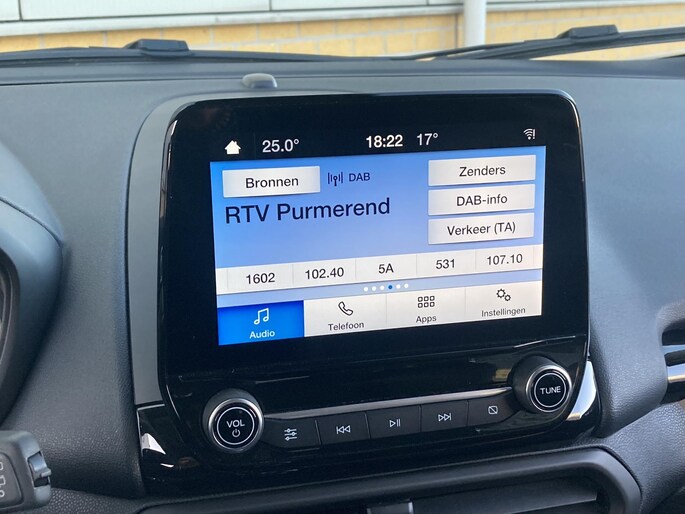 25.0° 18:22 17°
Bronnen DAB Zenders
RTV Purmerend DAB-info
Verkeer (TA)
1602 102.40 5A 531 107.10
Audio Telefoon Apps Instellingen
VOL TUNE